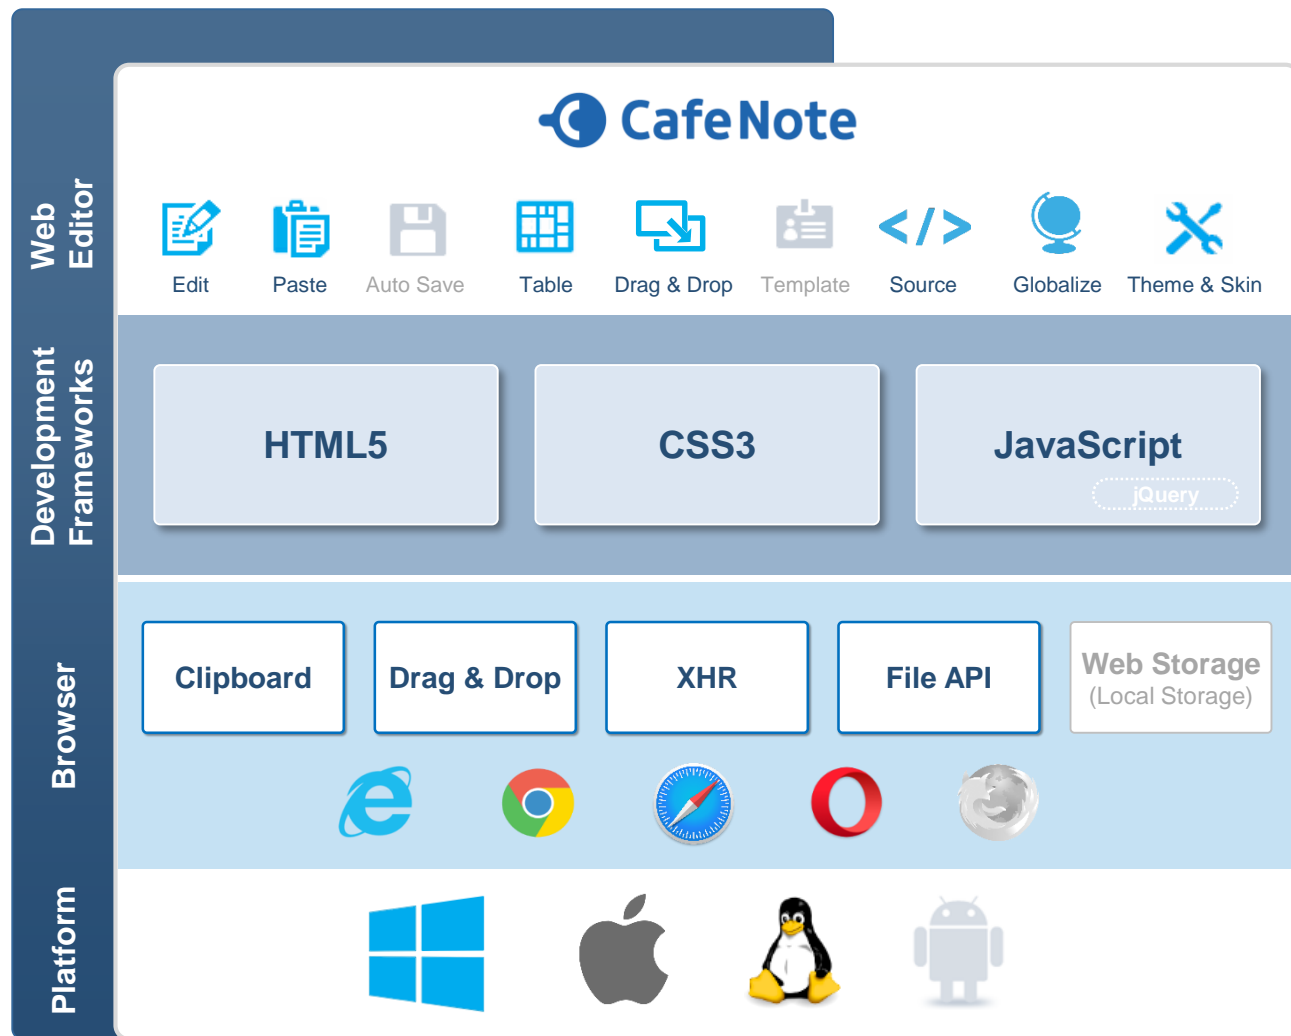 CafeNote
Web
Editor
Edit
Paste
Auto Save
Table
Drag & Drop
Template
</>
Source
Globalize
Theme & Skin
Development
Frameworks
HTML5
CSS3
JavaScript
jQuery
Browser
Clipboard
Drag & Drop
XHR
File API
Web Storage
(Local Storage)
Platform